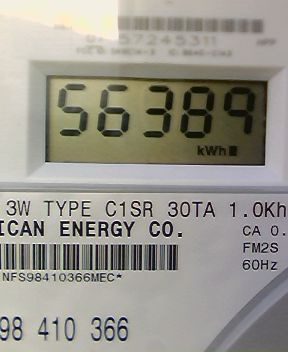 57245311
56389
kWh
3W TYPE C1SR 30TA 1.0Kh
ICAN ENERGY CO.
CA 0.
FM2S
NFS98410366MEC*
60Hz
98 410 366